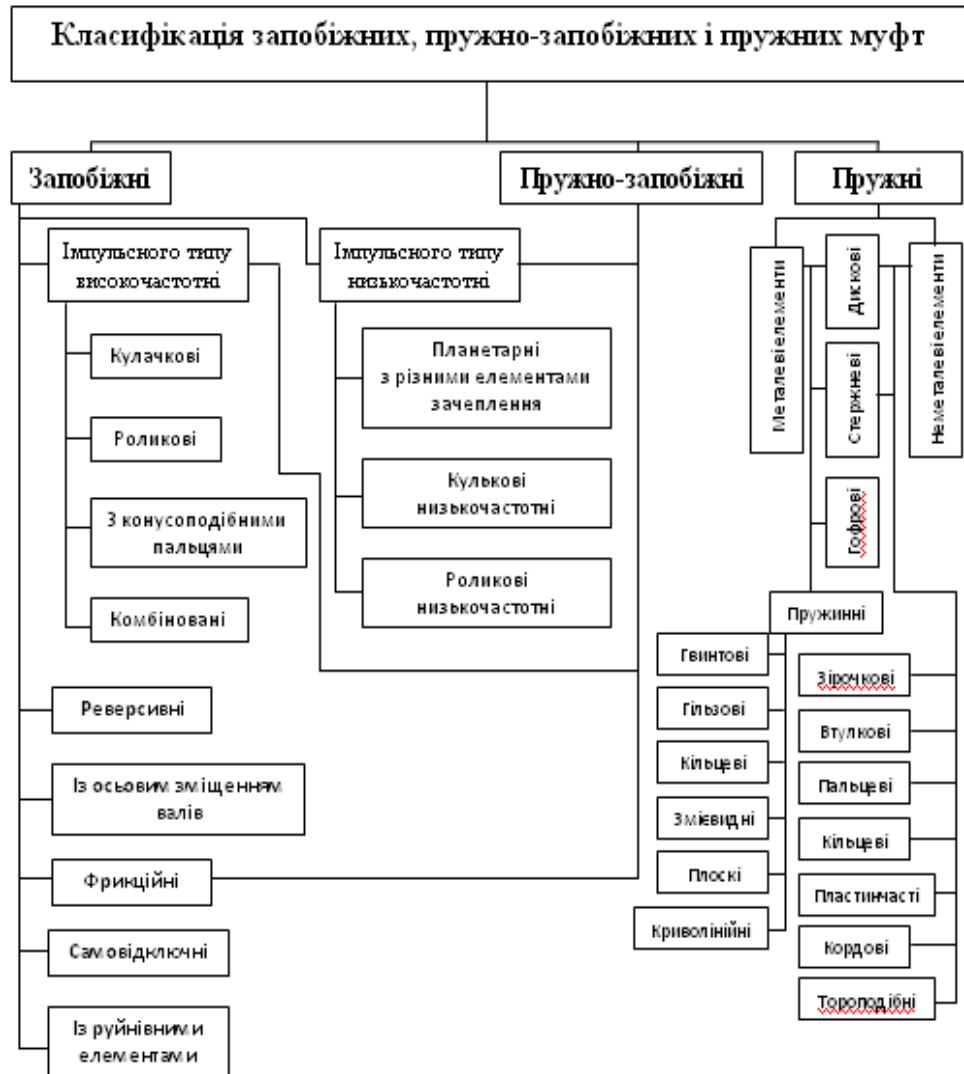 Класифікація запобіжних, пружно-запобіжних і пружних муфт
Запобіжні
Пружно-запобіжні
Пружні
Імпульсного типу
високочастотні
Імпульсного типу
низькочастотні
Кулачкові
Роликові
З конусоподібними
пальцями
Комбіновані
Планетарні
з різними елементами
зачеплення
Кулькові
низькочастотні
Роликові
низькочастотні
Реверсивні
Із осьовим зміщенням
валів
Фрикційні
Самовідключні
Із руйнівними
елементами
Металеві елементи
Дискові
Стержневі
Гофрові
Неметалеві елементи
Пружинні
Гвинтові
Гільзові
Кільцеві
Змієвидні
Плоскі
Криволінійні
Зірочкові
Втулкові
Пальцеві
Кільцеві
Пластинчасті
Кордові
Тороподібні